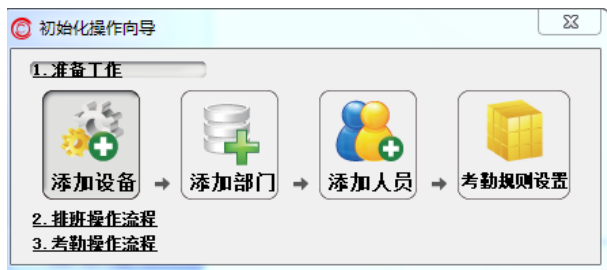 初始化操作向导
1.准备工作
添加设备 → 添加部门 → 添加人员 → 考勤规则设置
2.排班操作流程
3.考勤操作流程